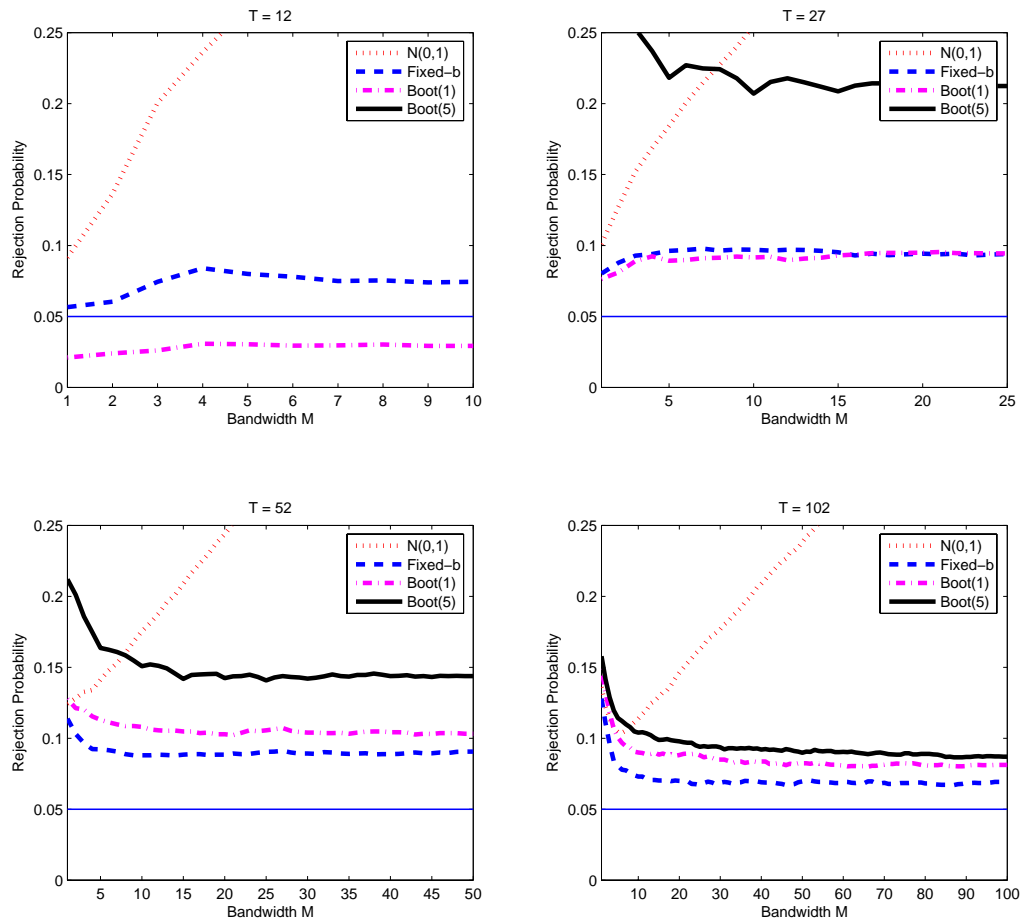 T = 12
0.25
0.2
0.15
0.1
0.05
0
Rejection Probability
N(0,1)
Fixed−b
Boot(1)
Boot(5)
1 2 3 4 5 6 7 8 9 10
Bandwidth M
T = 27
0.25
0.2
0.15
0.1
0.05
0
Rejection Probability
N(0,1)
Fixed−b
Boot(1)
Boot(5)
5 10 15 20 25
Bandwidth M
T = 52
0.25
0.2
0.15
0.1
0.05
0
Rejection Probability
N(0,1)
Fixed−b
Boot(1)
Boot(5)
5 10 15 20 25 30 35 40 45 50
Bandwidth M
T = 102
0.25
0.2
0.15
0.1
0.05
0
Rejection Probability
N(0,1)
Fixed−b
Boot(1)
Boot(5)
10 20 30 40 50 60 70 80 90 100
Bandwidth M